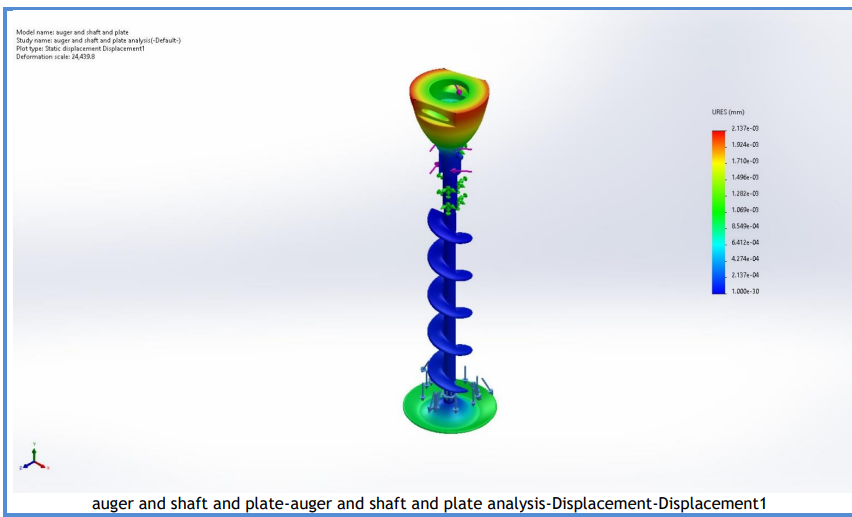 Model name: auger and shaft and plate
Study name: auger and shaft and plate analysis(-Default-)
Plot type: Static displacement Displacement1
Deformation scale: 24,439.8
URES (mm)
2.137e-03
1.924e-03
1.710e-03
1.496e-03
1.282e-03
1.069e-03
8.549e-04
6.412e-04
4.274e-04
2.137e-04
1.000e-30
Y
Z
X
auger and shaft and plate-auger and shaft and plate analysis-Displacement-Displacement1